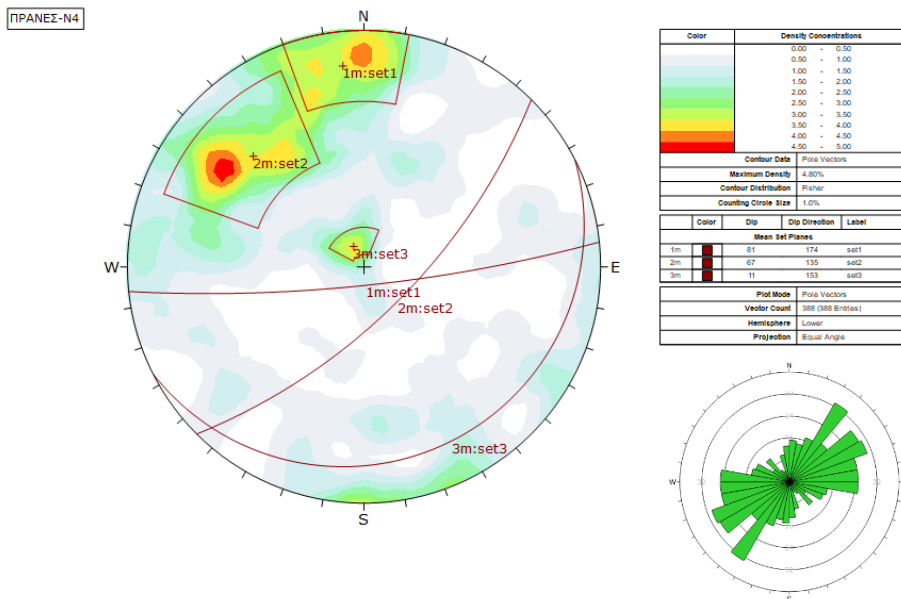 ΠΡΑΝΕΣ-N4
N
1m:set1
2m:set2
3m:set3
W
E
1m:set1
2m:set2
3m:set3
S
Color Density Concentrations
0.00 - 0.50
0.50 - 1.00
1.00 - 1.50
1.50 - 2.00
2.00 - 2.50
2.50 - 3.00
3.00 - 3.50
3.50 - 4.00
4.00 - 4.50
4.50 - 5.00
Contour Data Pole Vectors
Maximum Density 4.80%
Contour Distribution Fisher
Counting Circle Size 1.0%
Color Dip Dip Direction Label
Mean Set Planes
1m 81 174 set1
2m 67 135 set2
3m 11 153 set3
Plot Mode Pole Vectors
Vector Count 388 (388 Entries)
Hemisphere Lower
Projection Equal Angle
N
W
E
S